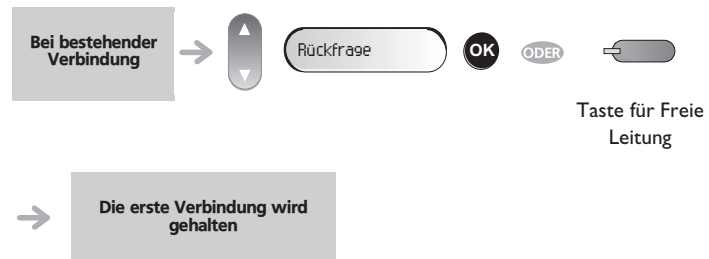 Bei bestehender
Verbindung
Rückfrage
OK
ODER
Taste für Freie
Leitung
Die erste Verbindung wird
gehalten